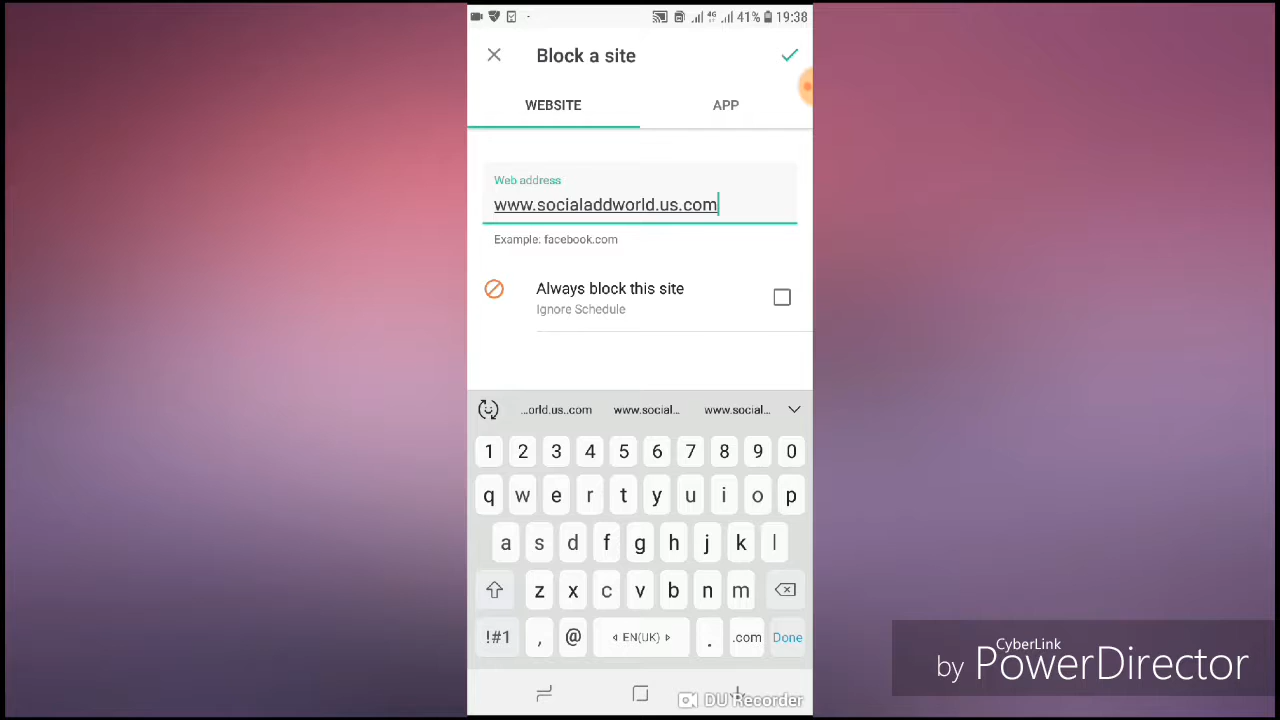 4G 41% 19:38
Block a site
WEBSITE APP
Web address
www.socialaddworld.us.com
Example: facebook.com
Always block this site
Ignore Schedule
...orld.us..com www.social... www.social...
1 2 3 4 5 6 7 8 9 0
q w e r t y u i o p
a s d f g h j k l
z x c v b n m
!#1 , @ EN(UK) . .com Done
DU Recorder
CyberLink
by PowerDirector